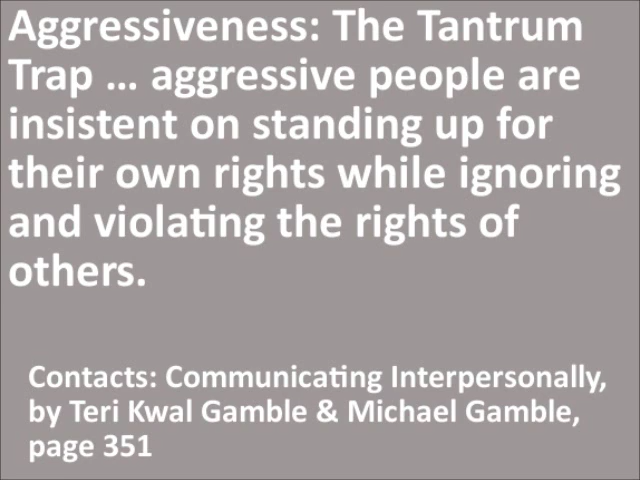 Aggressiveness: The Tantrum
Trap … aggressive people are
insistent on standing up for
their own rights while ignoring
and violating the rights of
others.
Contacts: Communicating Interpersonally,
by Teri Kwal Gamble & Michael Gamble,
page 351